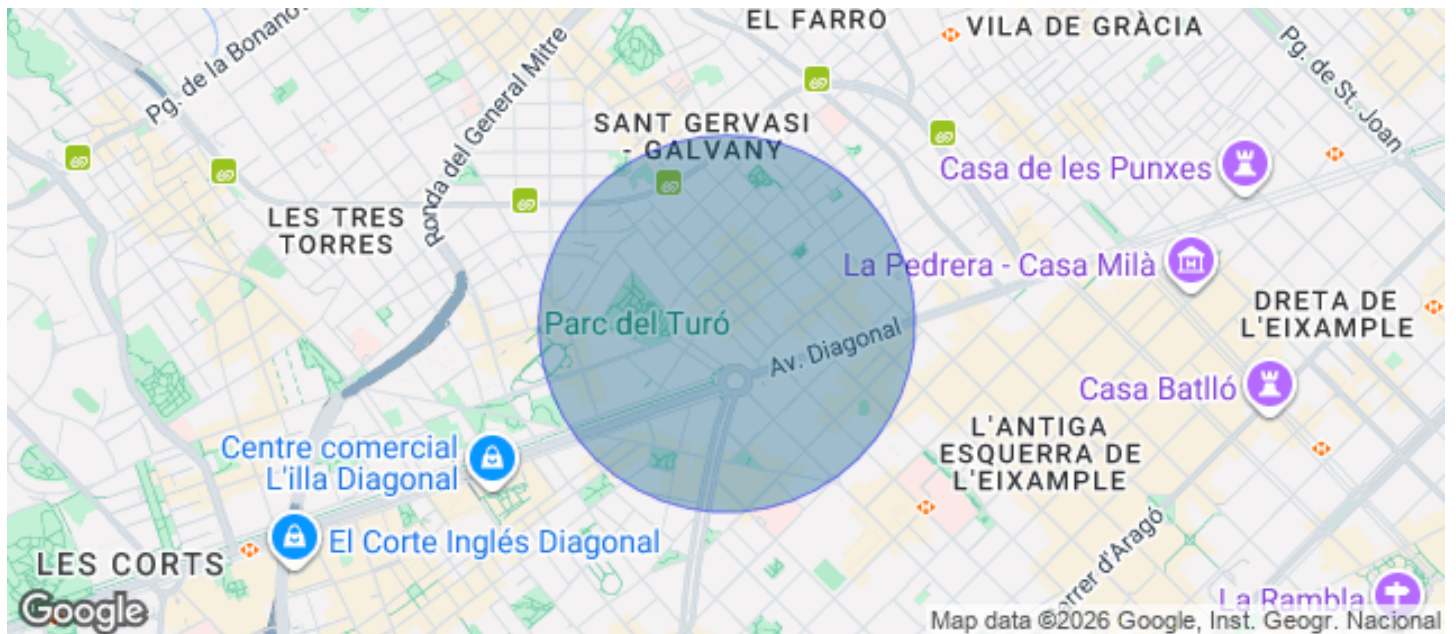 EL FARRO
VILA DE GRÀCIA
Pg. de la Bonanov
Ronda del General Mitre
Pg. de St. Joan
SANT GERVASI
- GALVANY
Casa de les Punxes
LES TRES
TORRES
La Pedrera - Casa Milà
DRETA DE
L'EIXAMPLE
Parc del Turó
Av. Diagonal
Casa Batlló
Centre comercial
L'illa Diagonal
L'ANTIGA
ESQUERRA DE
L'EIXAMPLE
El Corte Inglés Diagonal
LES CORTS
rrer d'Aragó
La Rambla
Google
Map data ©2026 Google, Inst. Geogr. Nacional